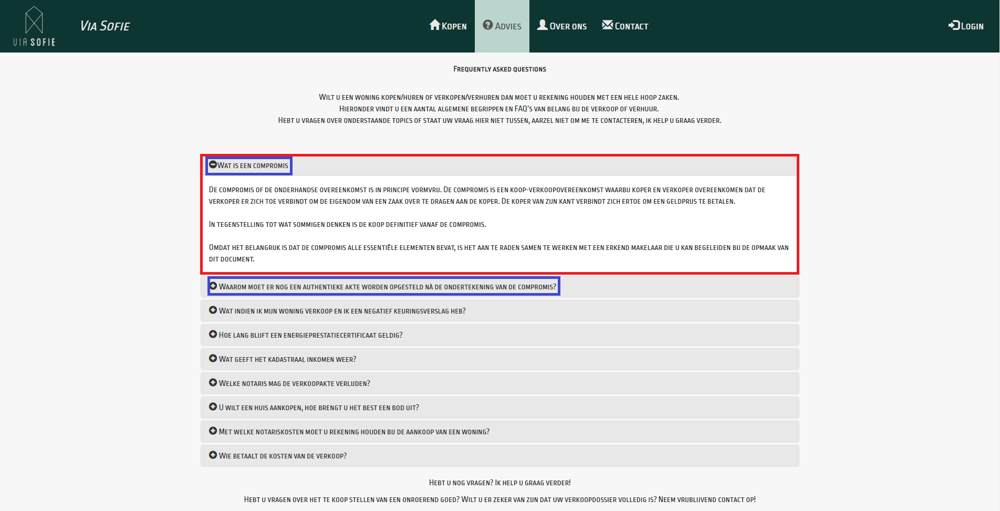 VIA SOFIE
Via Sofie
Kopen
Advies
Over ons
Contact
Login
Frequently asked questions
Wilt u een woning kopen/huren of verkopen/verhuren dan moet u rekening houden met een hele hoop zaken.
Hieronder vindt u een aantal algemene begrippen en FAQ's van belang bij de verkoop of verhuur.
Hebt u vragen over onderstaande topics of staat uw vraag hier niet tussen, aarzel niet om me te contacteren, ik help u graag verder.
Wat is een compromis
De compromis of de onderhandse overeenkomst is in principe vormvrij. De compromis is een koop-verkoopovereenkomst waarbij koper en verkoper overeenkomen dat de
verkoper er zich toe verbindt om de eigendom van een zaak over te dragen aan de koper. De koper van zijn kant verbindt zich ertoe om een geldprijs te betalen.
In tegenstelling tot wat sommigen denken is de koop definitief vanaf de compromis.
Omdat het belangrijk is dat de compromis alle essentiële elementen bevat, is het aan te raden samen te werken met een erkend makelaar die u kan begeleiden bij de opmaak van
dit document.
Waarom moet er nog een authentieke akte worden opgesteld nà de ondertekening van de compromis?
Wat indien ik mijn woning verkoop en ik een negatief keuringsverslag heb?
Hoe lang blijft een energieprestatiecertificaat geldig?
Wat geeft het kadastraal inkomen weer?
Welke notaris mag de verkoopakte verlijden?
U wilt een huis aankopen, hoe brengt u het best een bod uit?
Met welke notariskosten moet u rekening houden bij de aankoop van een woning?
Wie betaalt de kosten van de verkoop?
Hebt u nog vragen? Ik help u graag verder!
Hebt u vragen over het te koop stellen van een onroerend goed? Wilt u er zeker van zijn dat uw verkoopdossier volledig is? Neem vrijblijvend contact op!